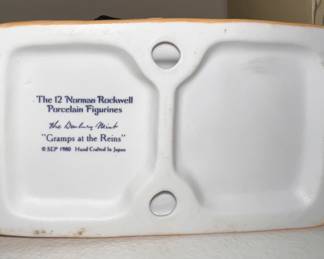 The 12 Norman Rockwell
Porcelain Figurines
The Danbury Mint
"Gramps at the Reins"
© SEP 1980 Hand Crafted In Japan